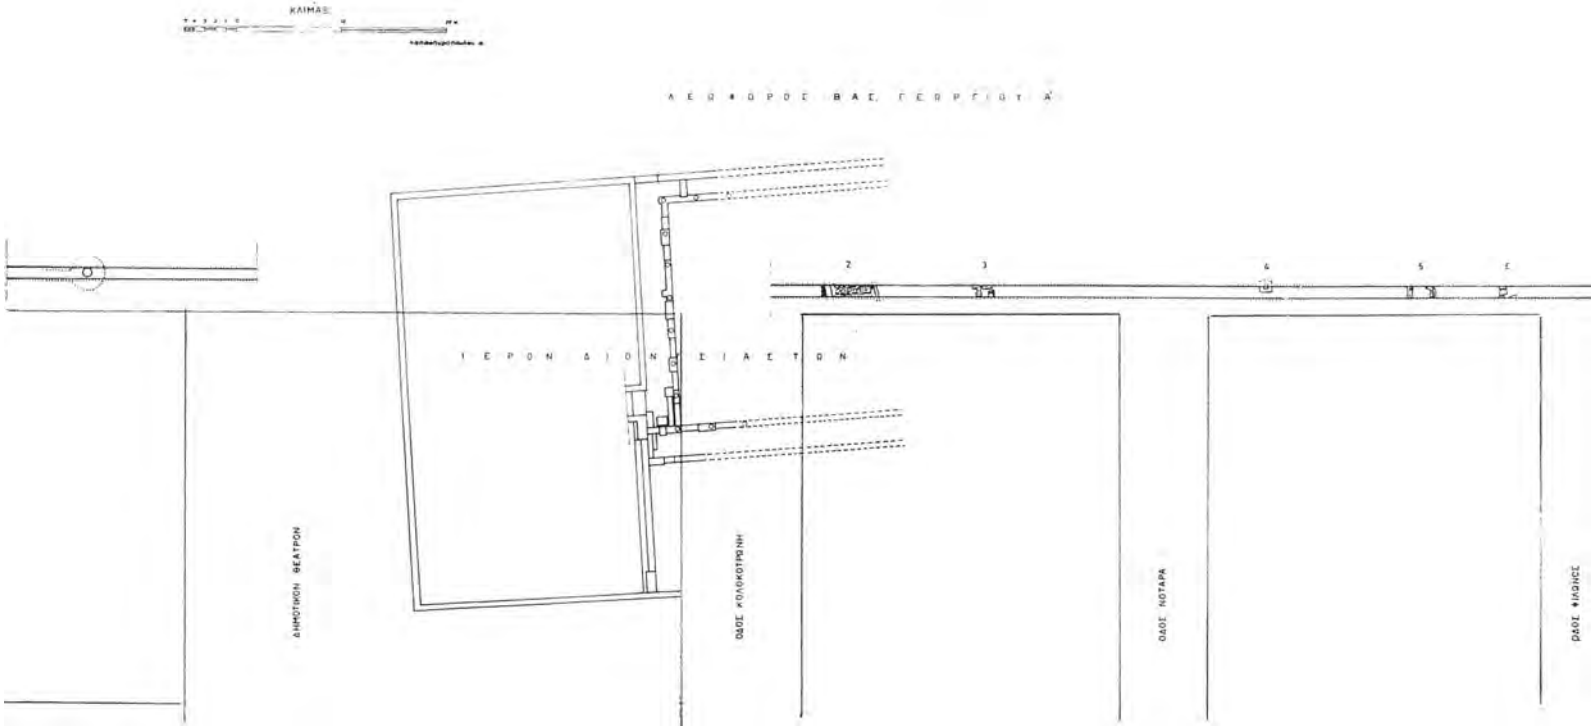 ΚΛΙΜΑΞ
ΛΕΩΦΟΡΟΣ ΒΑΣ. ΓΕΩΡΓΙΟΥ Α'
2 3 4 5
ΙΕΡΟΝ ΔΙΟΝΥΣΙΑΣΤΩΝ
ΔΗΜΟΤΙΚΟΝ ΘΕΑΤΡΟΝ
ΟΔΟΣ ΚΟΛΟΚΟΤΡΩΝΗ
ΟΔΟΣ ΝΟΤΑΡΑ
ΟΔΟΣ ΦΙΛΩΝΟΣ